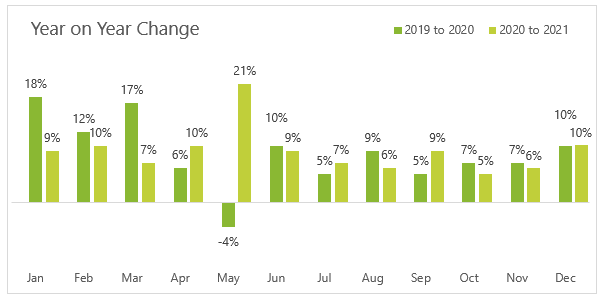 Year on Year Change
2019 to 2020 2020 to 2021
18% 9% 12% 10% 17% 7% 6% 10% -4% 21% 10% 9% 5% 7% 9% 6% 5% 9% 7% 5% 7% 6% 10% 10%
Jan Feb Mar Apr May Jun Jul Aug Sep Oct Nov Dec